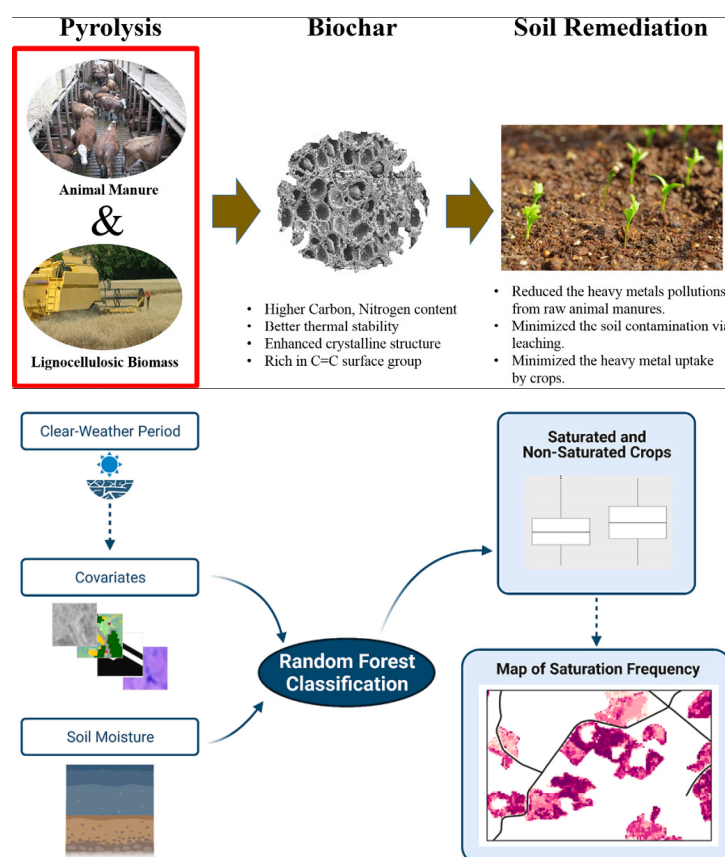 Pyrolysis
Biochar
Soil Remediation
Animal Manure
&
Lignocellulosic Biomass
• Higher Carbon, Nitrogen content
• Better thermal stability
• Enhanced crystalline structure
• Rich in C=C surface group
• Reduced the heavy metals pollutions
from raw animal manures.
• Minimized the soil contamination via
leaching.
• Minimized the heavy metal uptake
by crops.
Clear-Weather Period
Covariates
Soil Moisture
Random Forest
Classification
Saturated and
Non-Saturated Crops
Map of Saturation Frequency